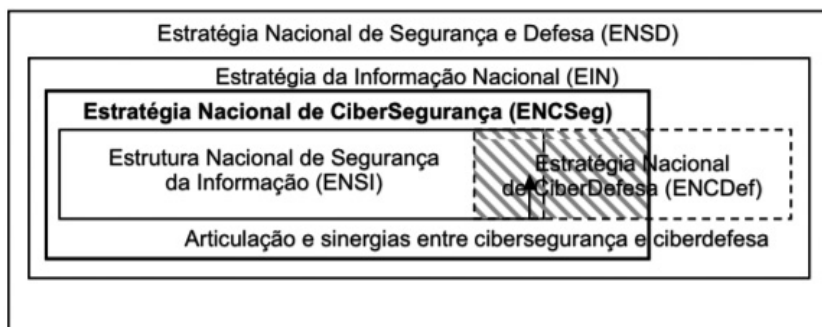 Estratégia Nacional de Segurança e Defesa (ENSD)
Estratégia da Informação Nacional (EIN)
Estratégia Nacional de CiberSegurança (ENCSeg)
Estrutura Nacional de Segurança
da Informação (ENSI)
Estratégia Nacional
de CiberDefesa (ENCDef)
Articulação e sinergias entre cibersegurança e ciberdefesa